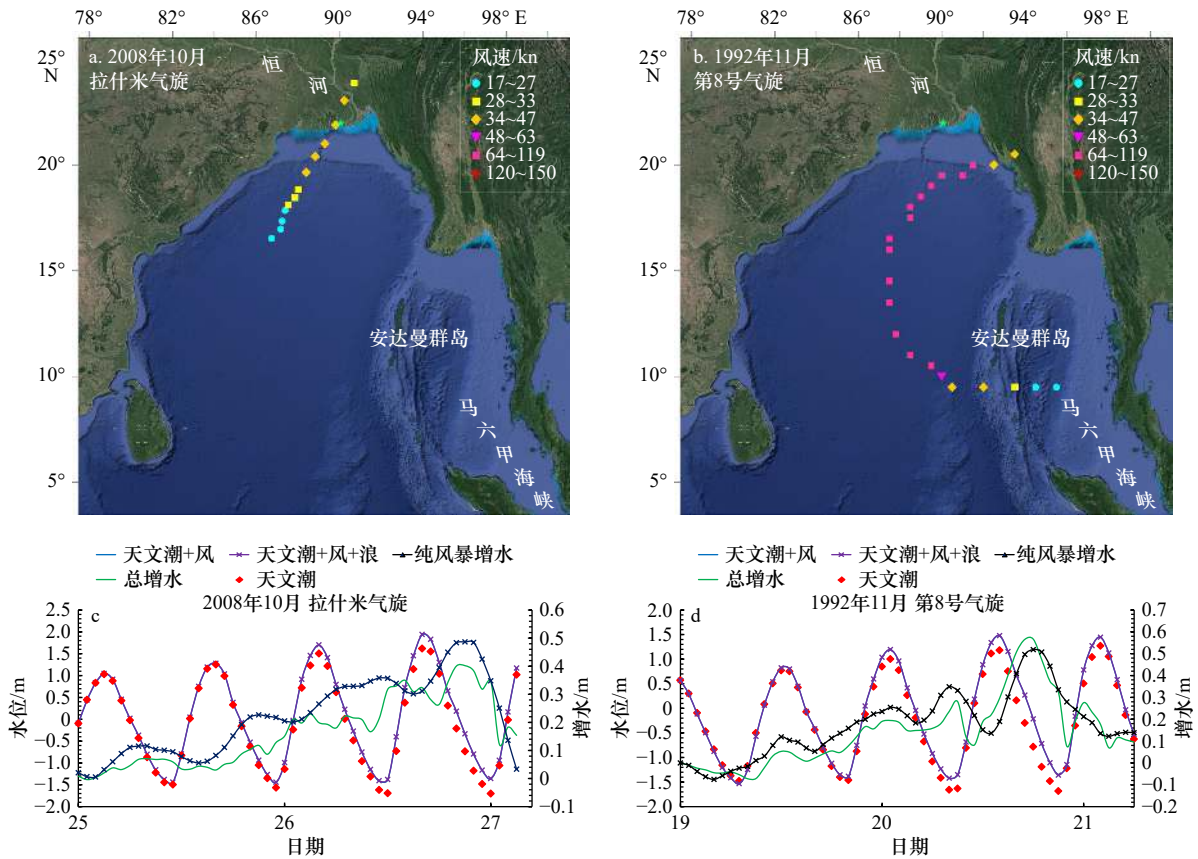 78° 82° 86° 90° 94° 98° E
25°
N
20°
15°
10°
5°
a. 2008年10月
拉什米气旋
恒
河
风速/kn
17~27
28~33
34~47
48~63
64~119
120~150
安达曼群岛
马
六
甲
海
峡
78° 82° 86° 90° 94° 98° E
25°
N
20°
15°
10°
5°
b. 1992年11月
第8号气旋
恒
河
风速/kn
17~27
28~33
34~47
48~63
64~119
120~150
安达曼群岛
马
六
甲
海
峡
天文潮+风 天文潮+风+浪 纯风暴增水
总增水 天文潮
c
2008年10月 拉什米气旋
水位/m
2.5
2.0
1.5
1.0
0.5
0
−0.5
−1.0
−1.5
−2.0
增水/m
0.6
0.5
0.4
0.3
0.2
0.1
0
−0.1
25 26 27
日期
天文潮+风 天文潮+风+浪 纯风暴增水
总增水 天文潮
d
1992年11月 第8号气旋
水位/m
2.0
1.5
1.0
0.5
0
−0.5
−1.0
−1.5
−2.0
增水/m
0.7
0.6
0.5
0.4
0.3
0.2
0.1
0
−0.1
−0.2
19 20 21
日期